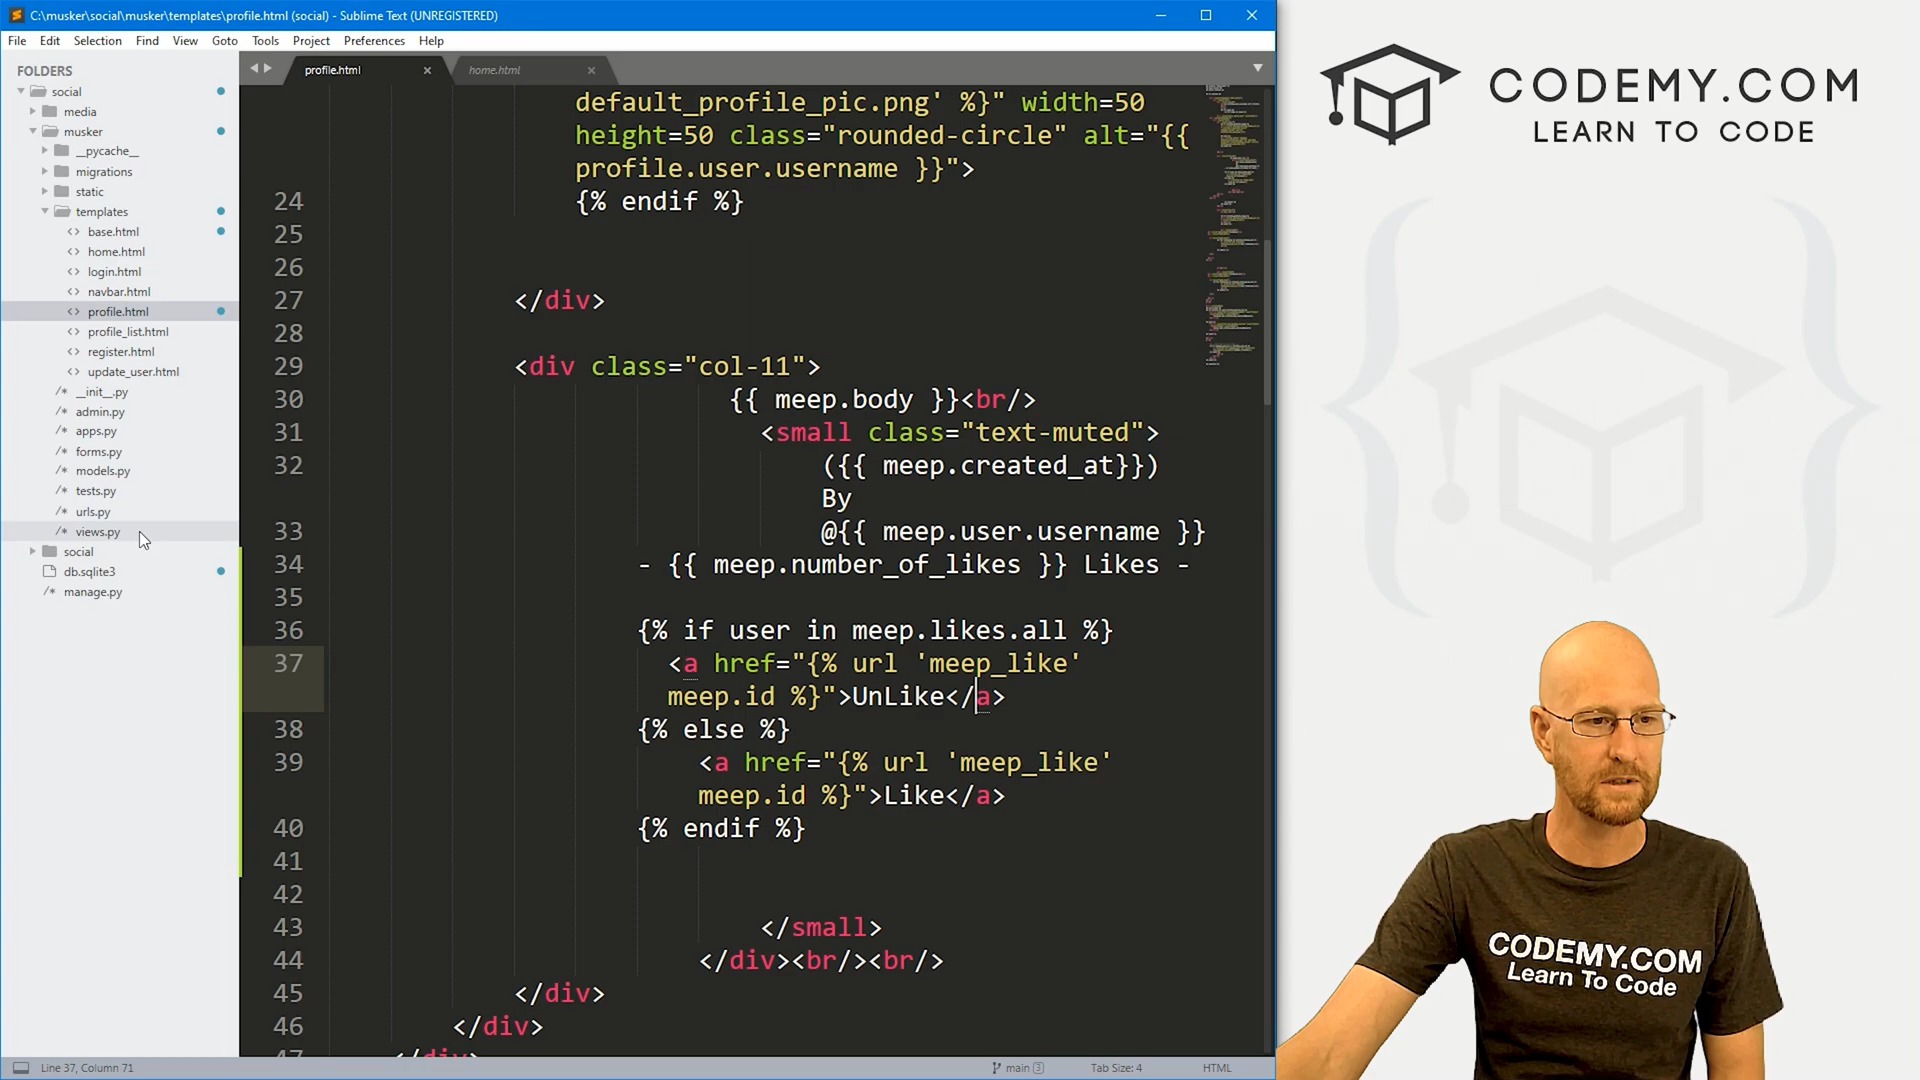 C:\musker\social\musker\templates\profile.html (social) - Sublime Text (UNREGISTERED)
File Edit Selection Find View Goto Tools Project Preferences Help
FOLDERS
social
media
musker
__pycache__
migrations
static
templates
base.html
home.html
login.html
navbar.html
profile.html
profile_list.html
register.html
update_user.html
__init__.py
admin.py
apps.py
forms.py
models.py
tests.py
urls.py
views.py
social
db.sqlite3
manage.py
profile.html home.html
default_profile_pic.png' %}" width=50
height=50 class="rounded-circle" alt="{{
profile.user.username }}">
24 {% endif %}
25
26
27 </div>
28
29 <div class="col-11">
30 {{ meep.body }}<br/>
31 <small class="text-muted">
32 ({{ meep.created_at}})
By
33 @{{ meep.user.username }}
34 - {{ meep.number_of_likes }} Likes -
35
36 {% if user in meep.likes.all %}
37 <a href="{% url 'meep_like'
meep.id %}">UnLike</a>
38 {% else %}
39 <a href="{% url 'meep_like'
meep.id %}">Like</a>
40 {% endif %}
41
42
43 </small>
44 </div><br/><br/>
45 </div>
46 </div>
47 </div>
Line 37, Column 71 main 3 Tab Size: 4 HTML
CODEMY.COM
LEARN TO CODE
CODEMY.COM
Learn To Code